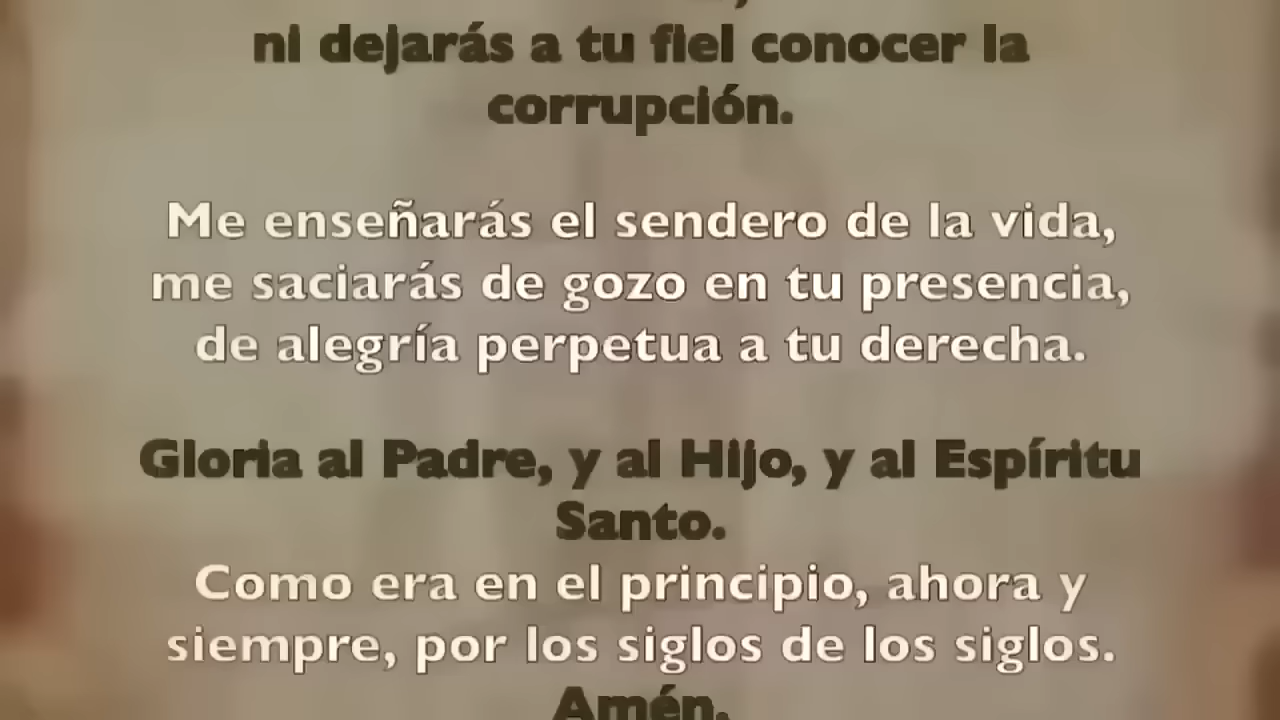 ni dejarás a tu fiel conocer la
corrupción.
Me enseñarás el sendero de la vida,
me saciarás de gozo en tu presencia,
de alegría perpetua a tu derecha.
Gloria al Padre, y al Hijo, y al Espíritu
Santo.
Como era en el principio, ahora y
siempre, por los siglos de los siglos.
Amén.